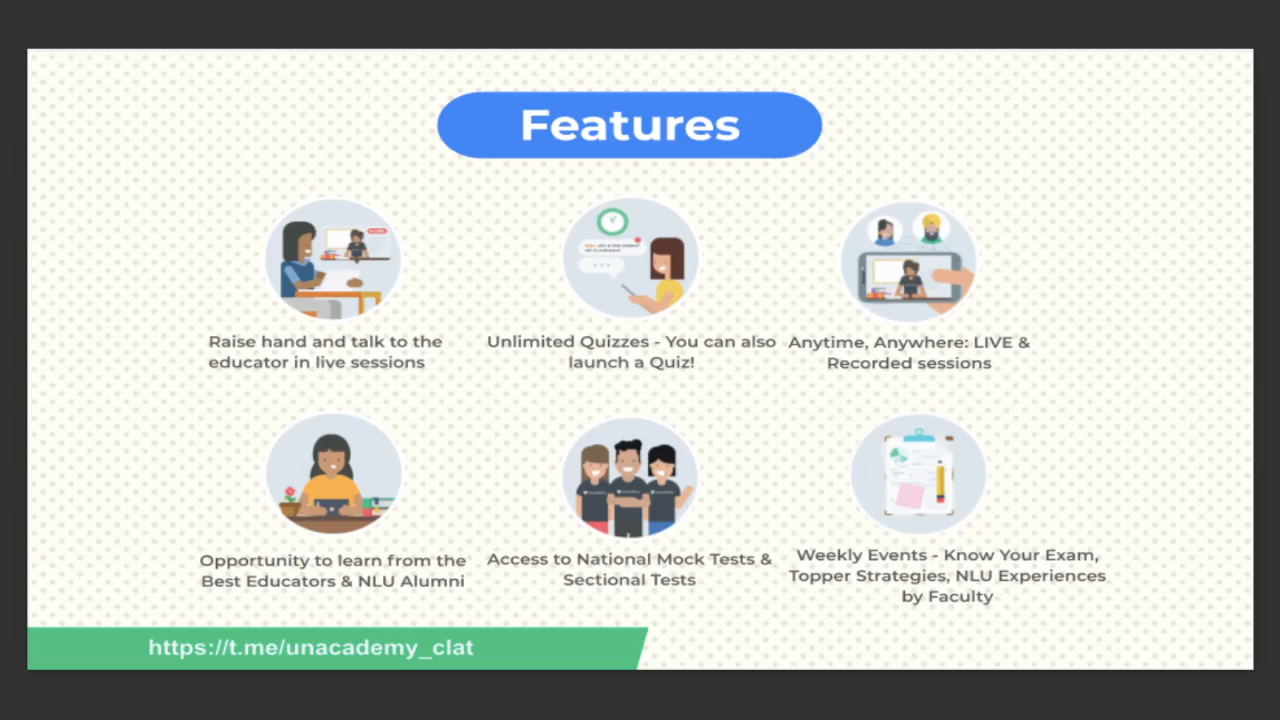 Features
Raise hand and talk to the
educator in live sessions
Unlimited Quizzes - You can also
launch a Quiz!
Anytime, Anywhere: LIVE &
Recorded sessions
Opportunity to learn from the
Best Educators & NLU Alumni
Access to National Mock Tests &
Sectional Tests
Weekly Events - Know Your Exam,
Topper Strategies, NLU Experiences
by Faculty
https://t.me/unacademy_clat